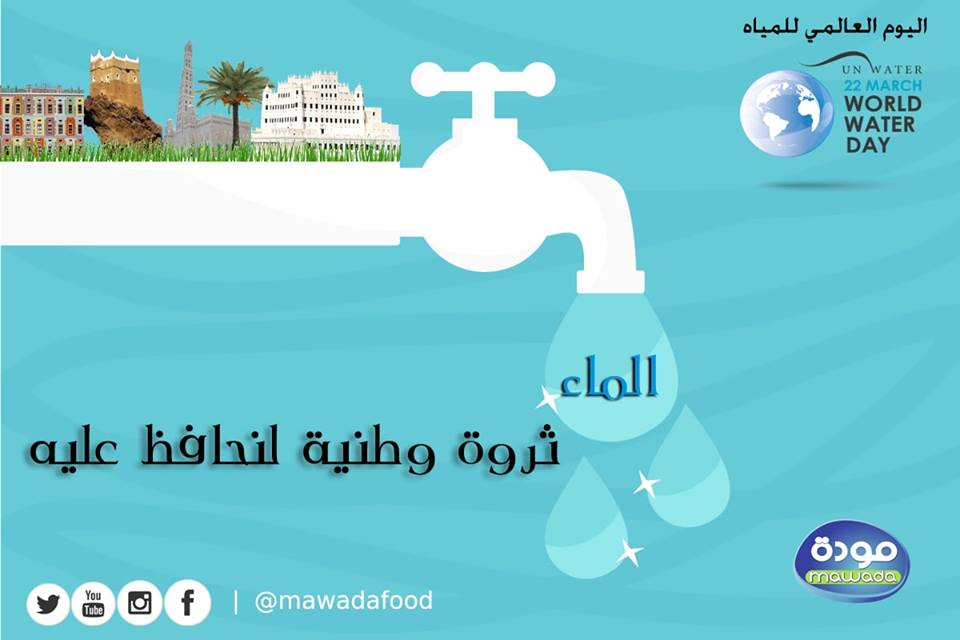 اليوم العالمي للمياه
UN WATER
22 MARCH
WORLD
WATER
DAY
الماء
ثروة وطنية لنحافظ عليه
مودة
mawada
You
Tube
| @mawadafood